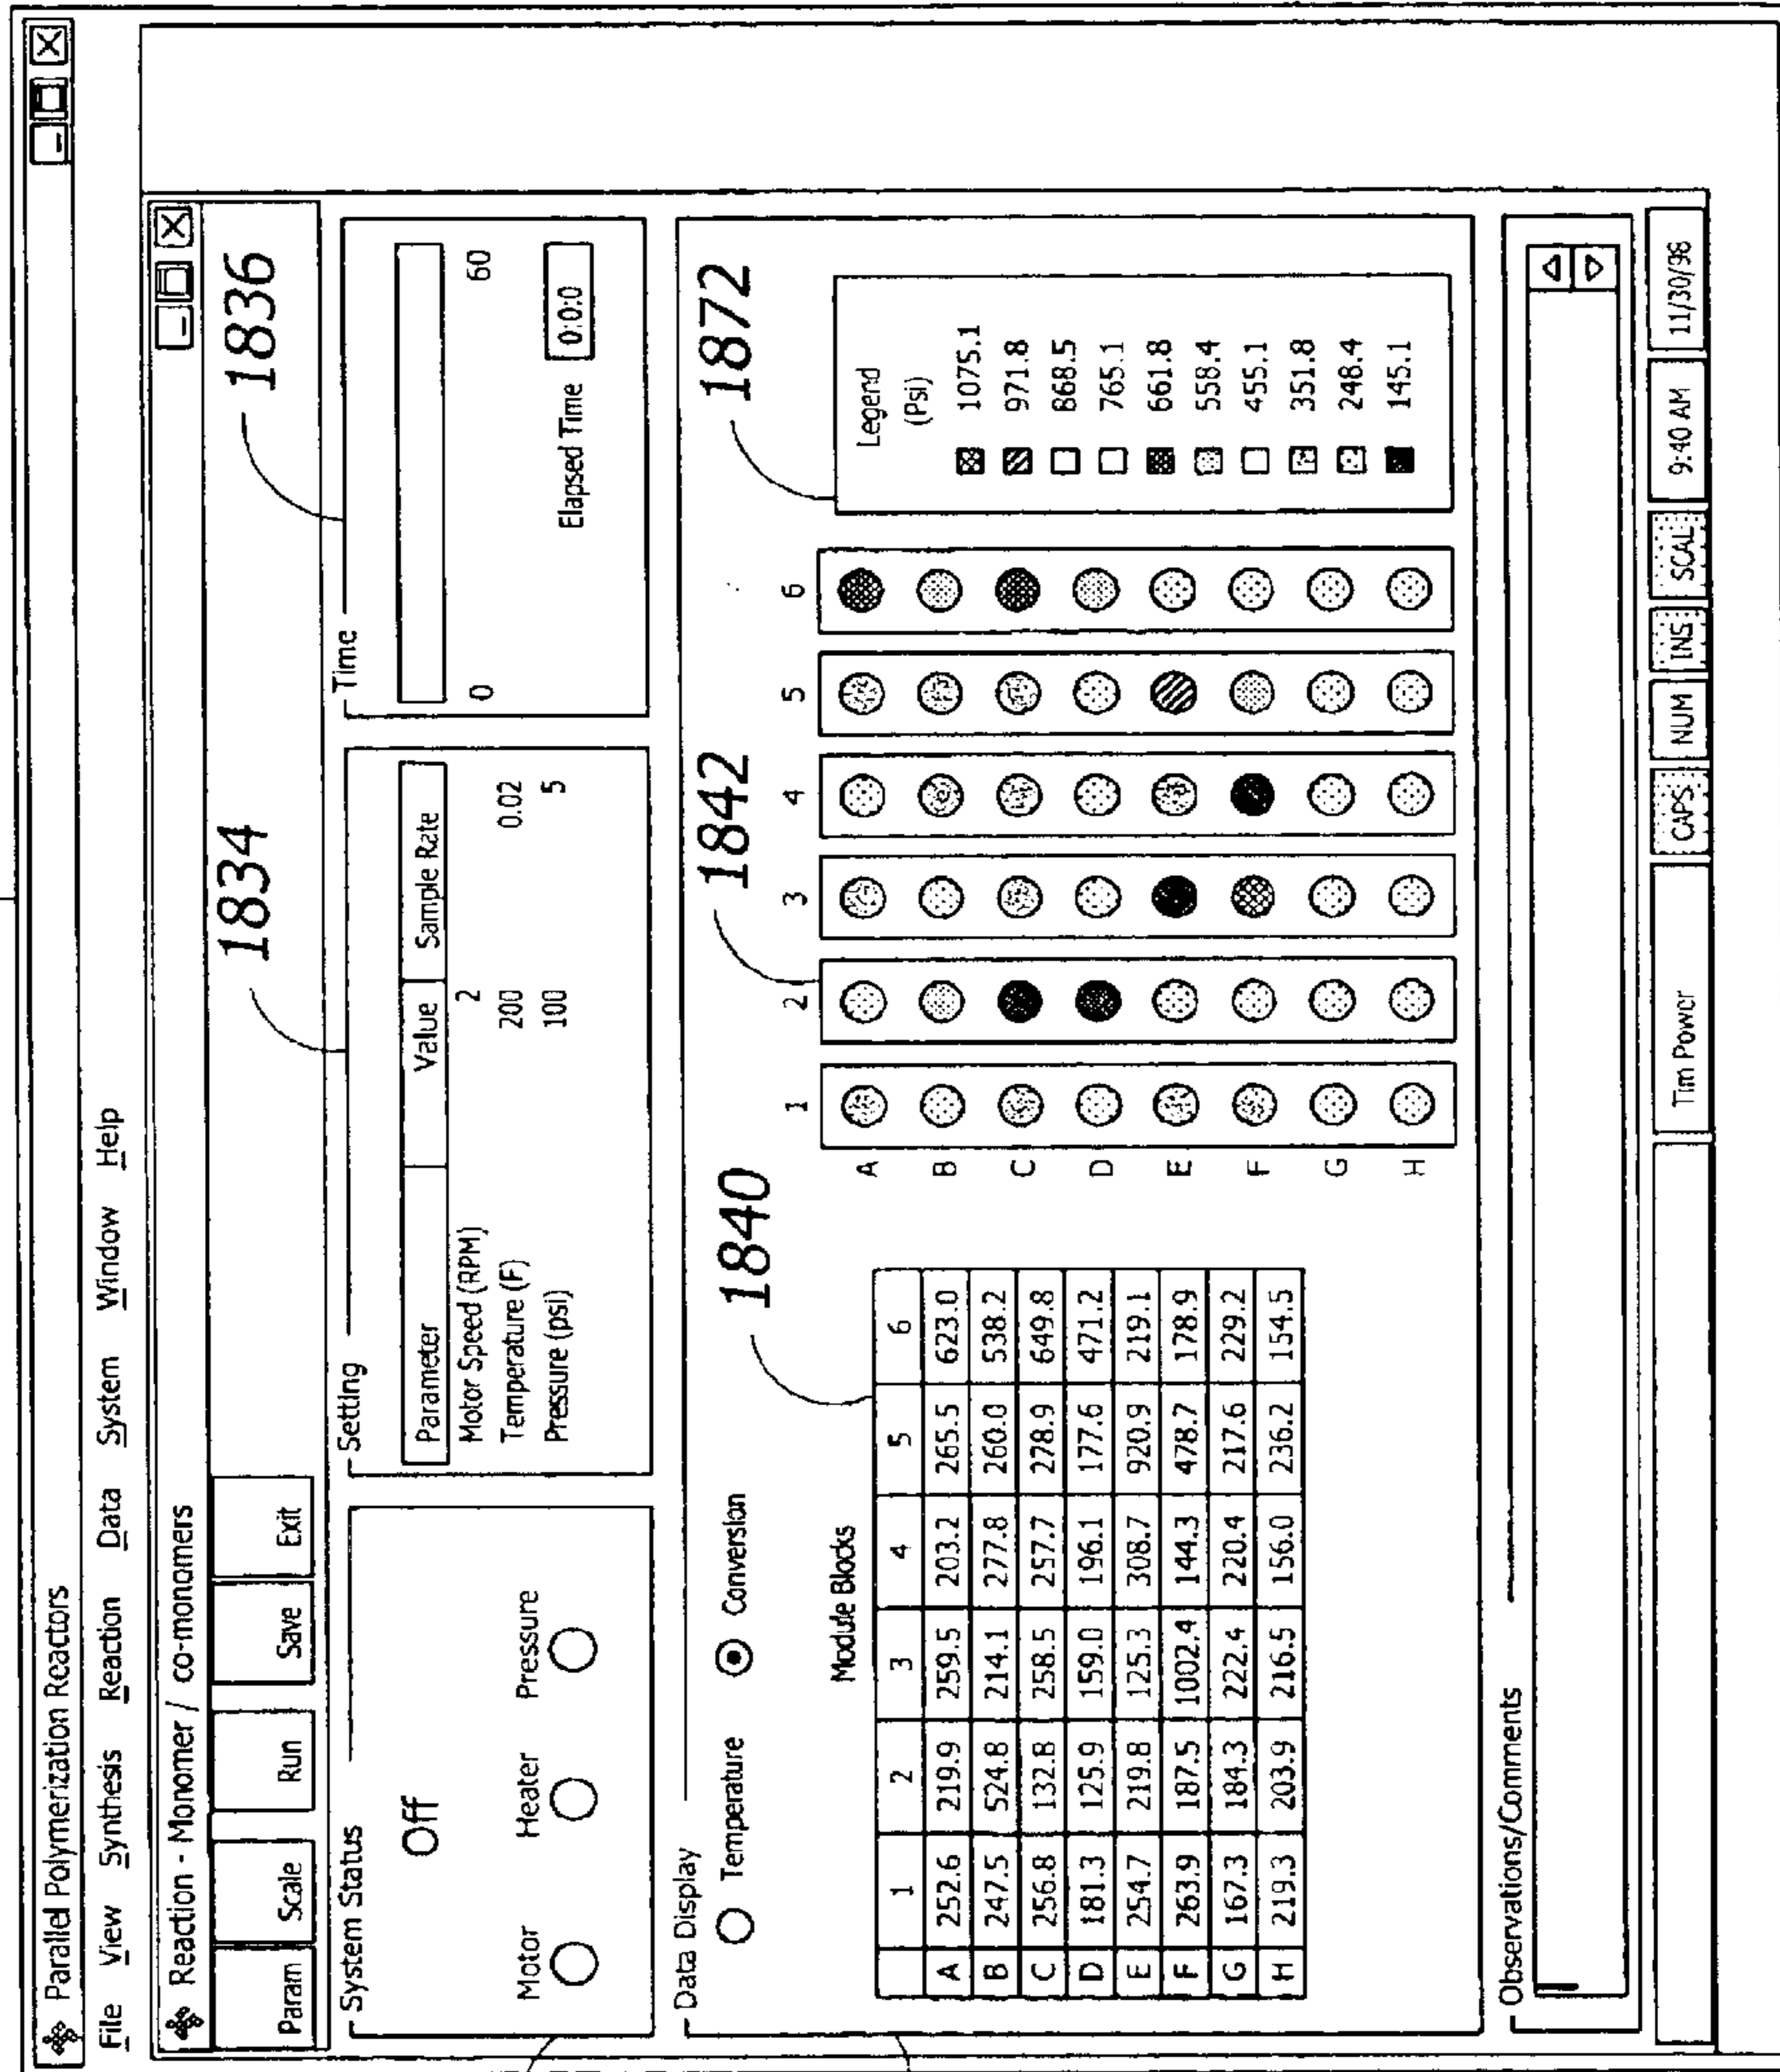 Parallel Polymerization Reactors
File View Synthesis Reaction Data System Window Help
Reaction - Monomer / co-monomers
Param Scale Run Save Exit
1834
1836
System Status
Off
Motor Heater Pressure
Setting
Parameter Value Sample Rate
Motor Speed (RPM) 2
Temperature (F) 200 0.02
Pressure (psi) 100 5
Time
0 60
Elapsed Time 0:0:0
Data Display
Temperature Conversion
1840
1842
1872
Module Blocks
1 2 3 4 5 6
A 252.6 219.9 259.5 203.2 265.5 623.0
B 247.5 524.8 214.1 277.8 260.0 538.2
C 256.8 132.8 258.5 257.7 278.9 649.8
D 181.3 125.9 159.0 196.1 177.6 471.2
E 254.7 219.8 125.3 308.7 920.9 219.1
F 263.9 187.5 1002.4 144.3 478.7 178.9
G 167.3 184.3 222.4 220.4 217.6 229.2
H 219.3 203.9 216.5 156.0 236.2 154.5
1 2 3 4 5 6
A
B
C
D
E
F
G
H
Legend
(Psi)
1075.1
971.8
868.5
765.1
661.8
558.4
455.1
351.8
248.4
145.1
Observations/Comments
Tim Power CAPS NUM INS SCAL 9:40 AM 11/30/98